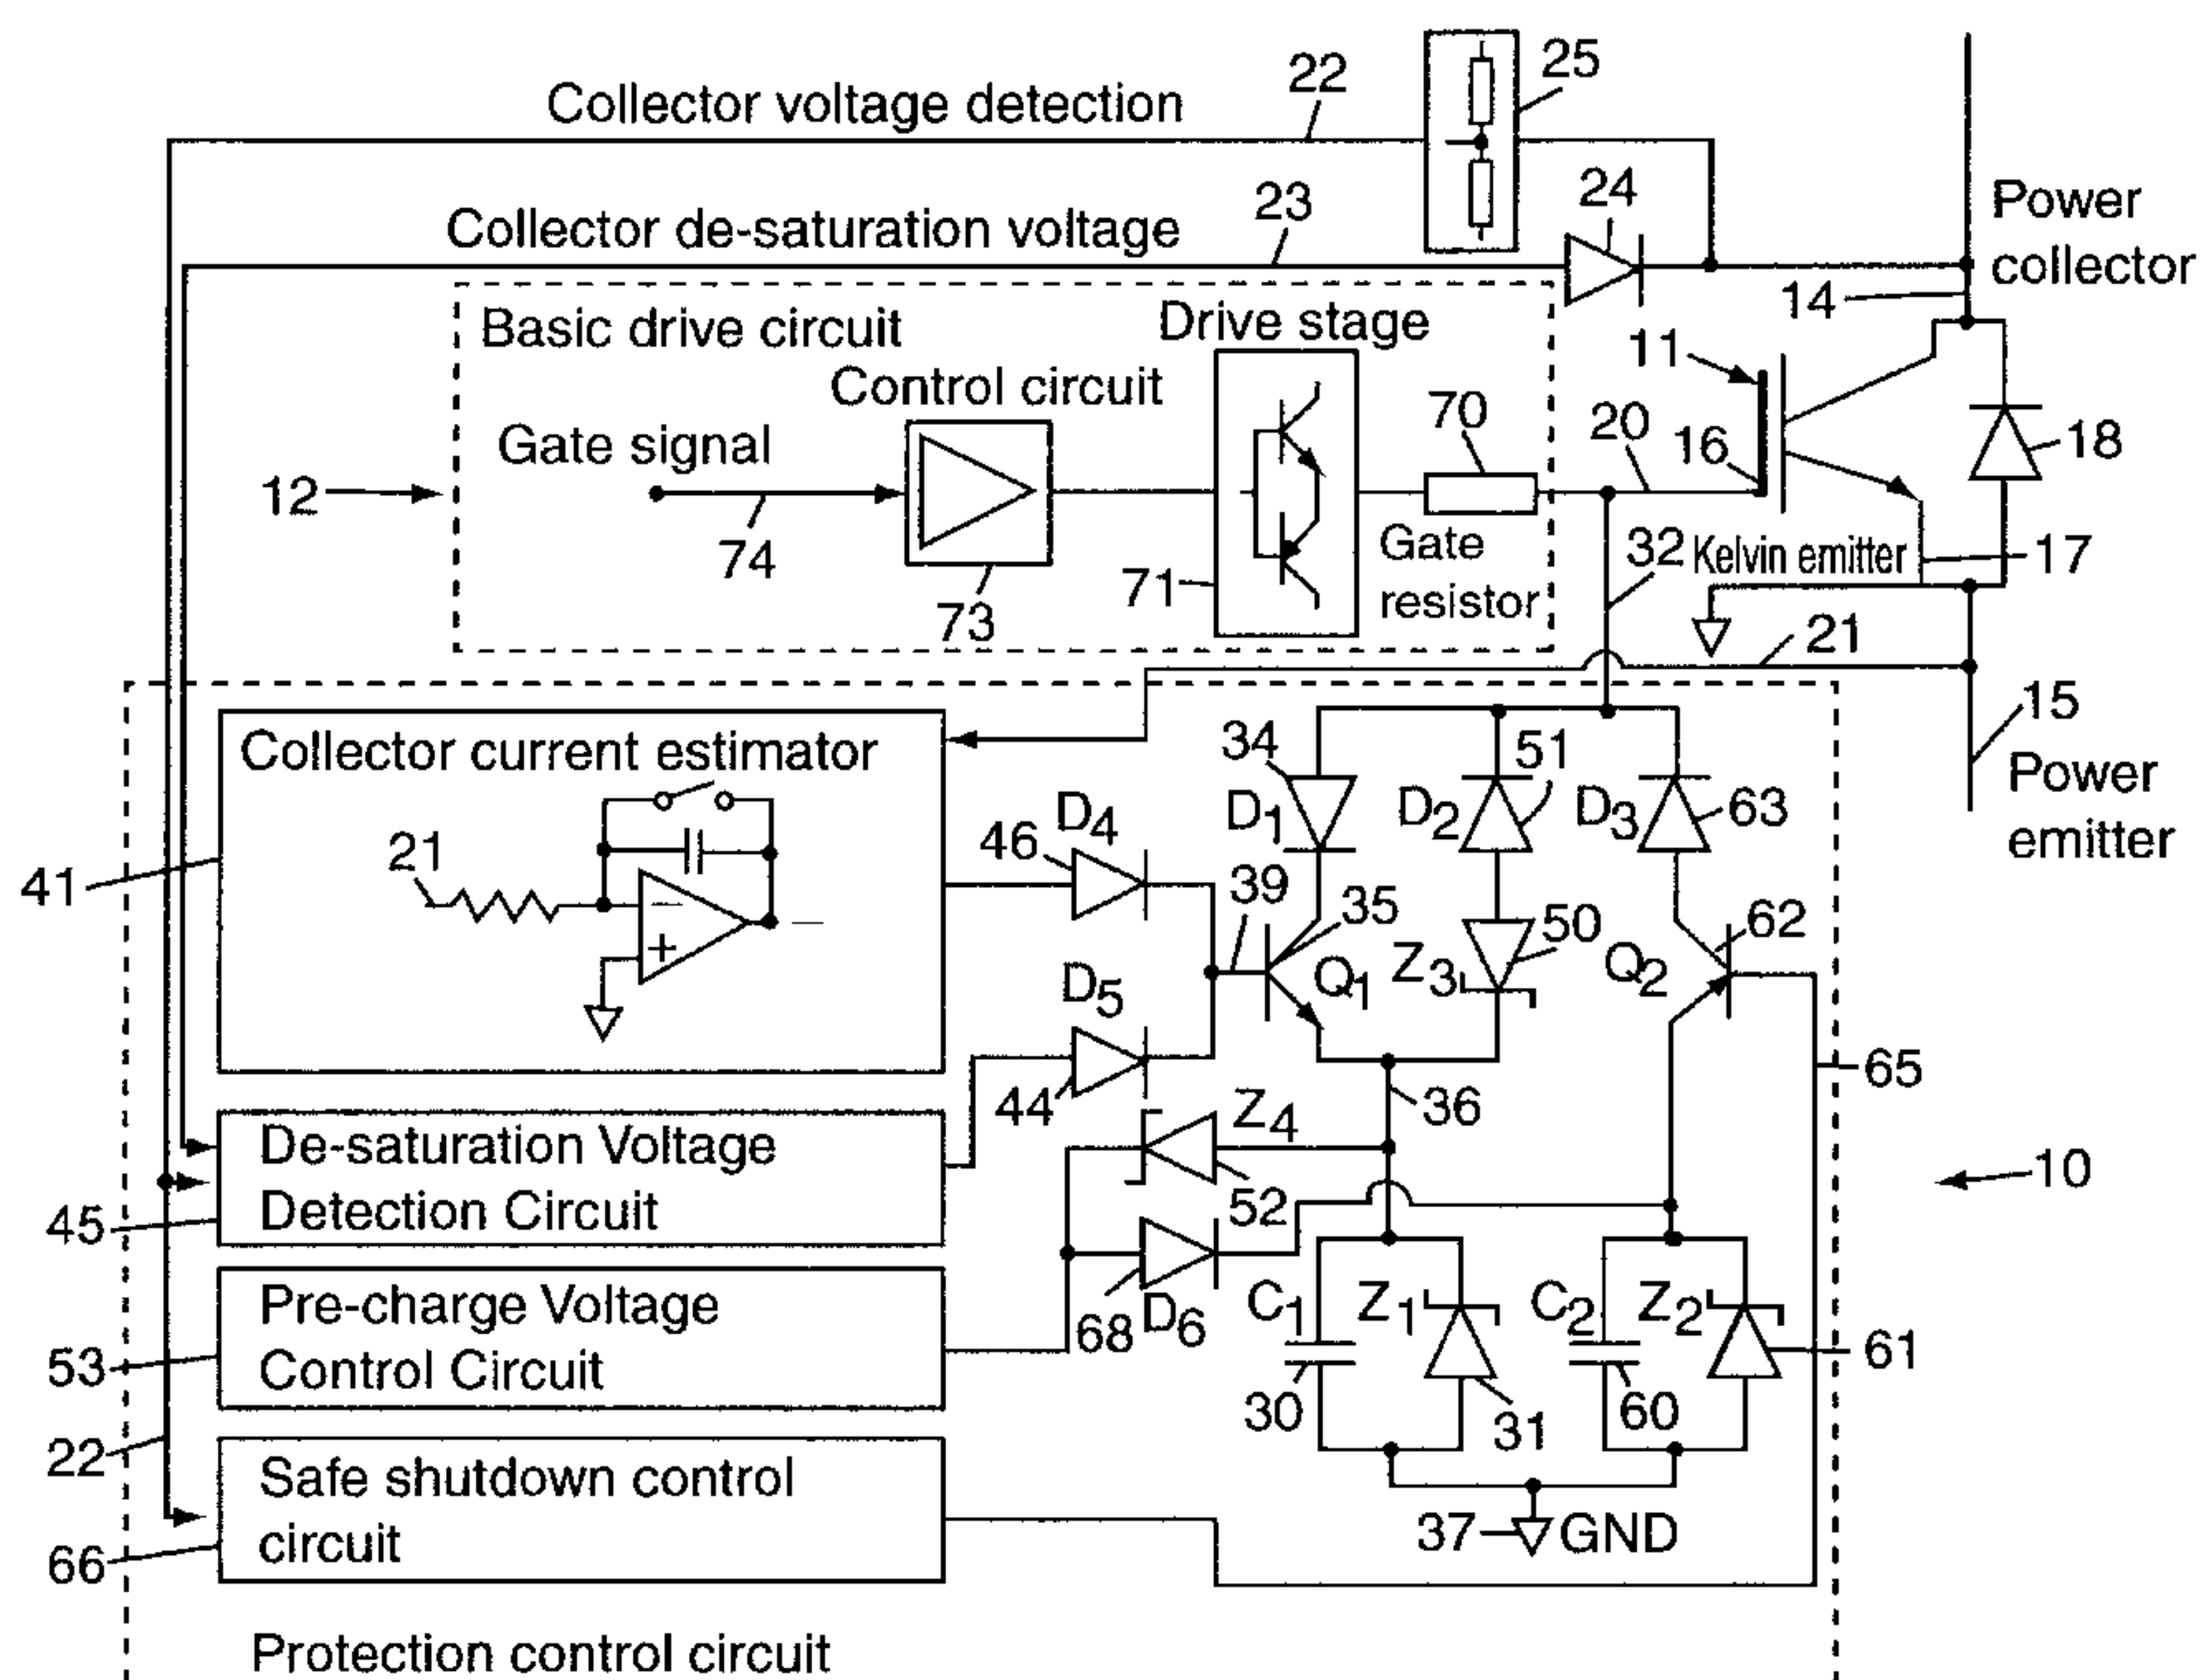 Collector voltage detection
22
25
Collector de-saturation voltage
23
24
Power
collector
14
Basic drive circuit
Drive stage
11
Control circuit
70
20
16
18
Gate signal
12
74
73
71
Gate
resistor
32
Kelvin emitter
17
21
15
Power
emitter
Collector current estimator
21
−
+
41
34
D1
51
D2
D3
63
46
D4
39
35
Q1
Z3
50
Q2
62
D5
44
36
65
De-saturation Voltage
Detection Circuit
45
Z4
52
10
Pre-charge Voltage
Control Circuit
53
68
D6
C1
Z1
C2
Z2
30
31
60
61
22
Safe shutdown control
circuit
66
37
GND
Protection control circuit